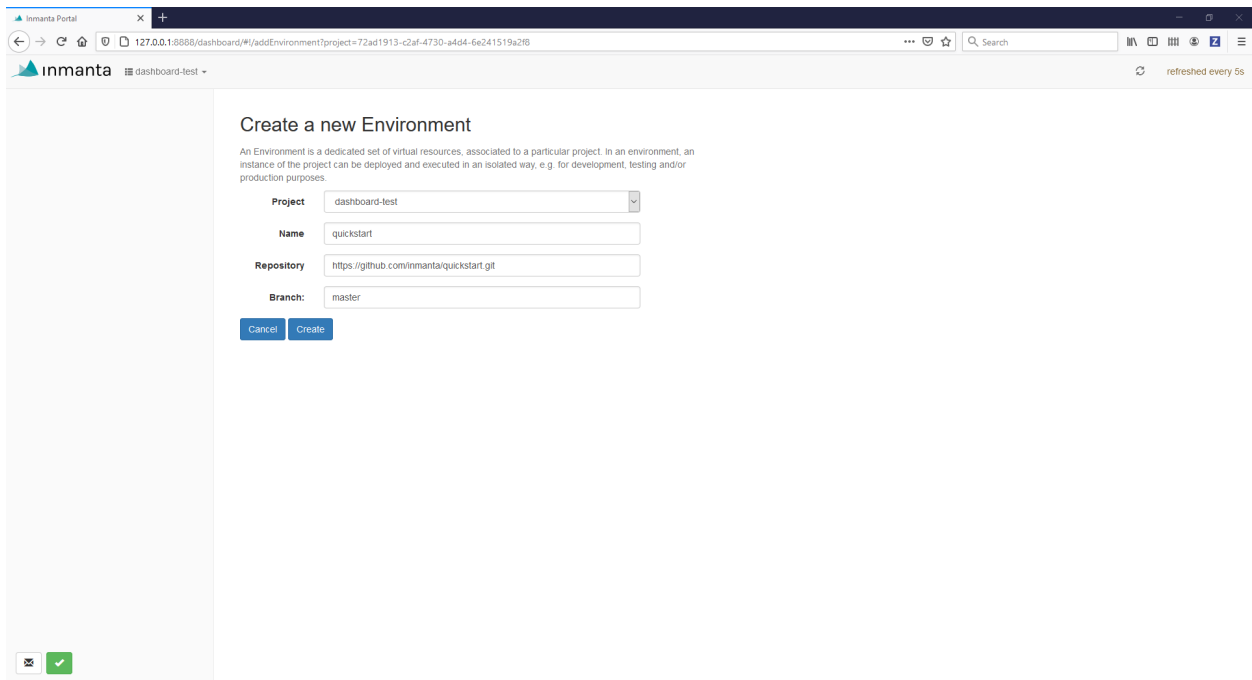 Inmanta Portal
127.0.0.1:8888/dashboard/#!/addEnvironment?project=72ad1913-c2af-4730-a4d4-6e241519a2f8
Search
Z
inmanta
dashboard-test
refreshed every 5s
Create a new Environment
An Environment is a dedicated set of virtual resources, associated to a particular project. In an environment, an
instance of the project can be deployed and executed in an isolated way, e.g. for development, testing and/or
production purposes.
Project dashboard-test
Name quickstart
Repository https://github.com/inmanta/quickstart.git
Branch: master
Cancel Create